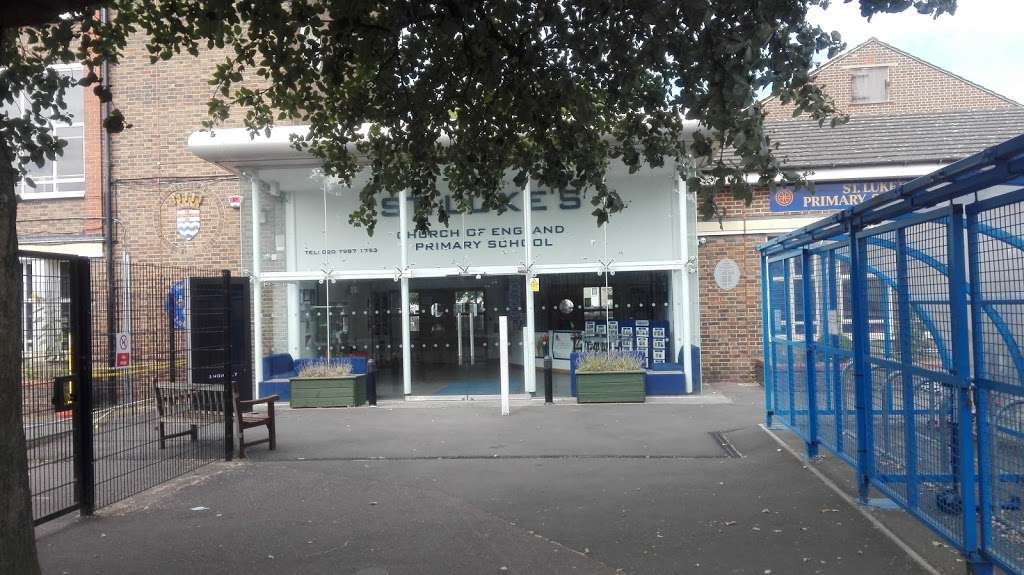 ST. LUKE'S
CHURCH OF ENGLAND
PRIMARY SCHOOL
TEL: 020 7987 1753
ST. LUKE
PRIMARY